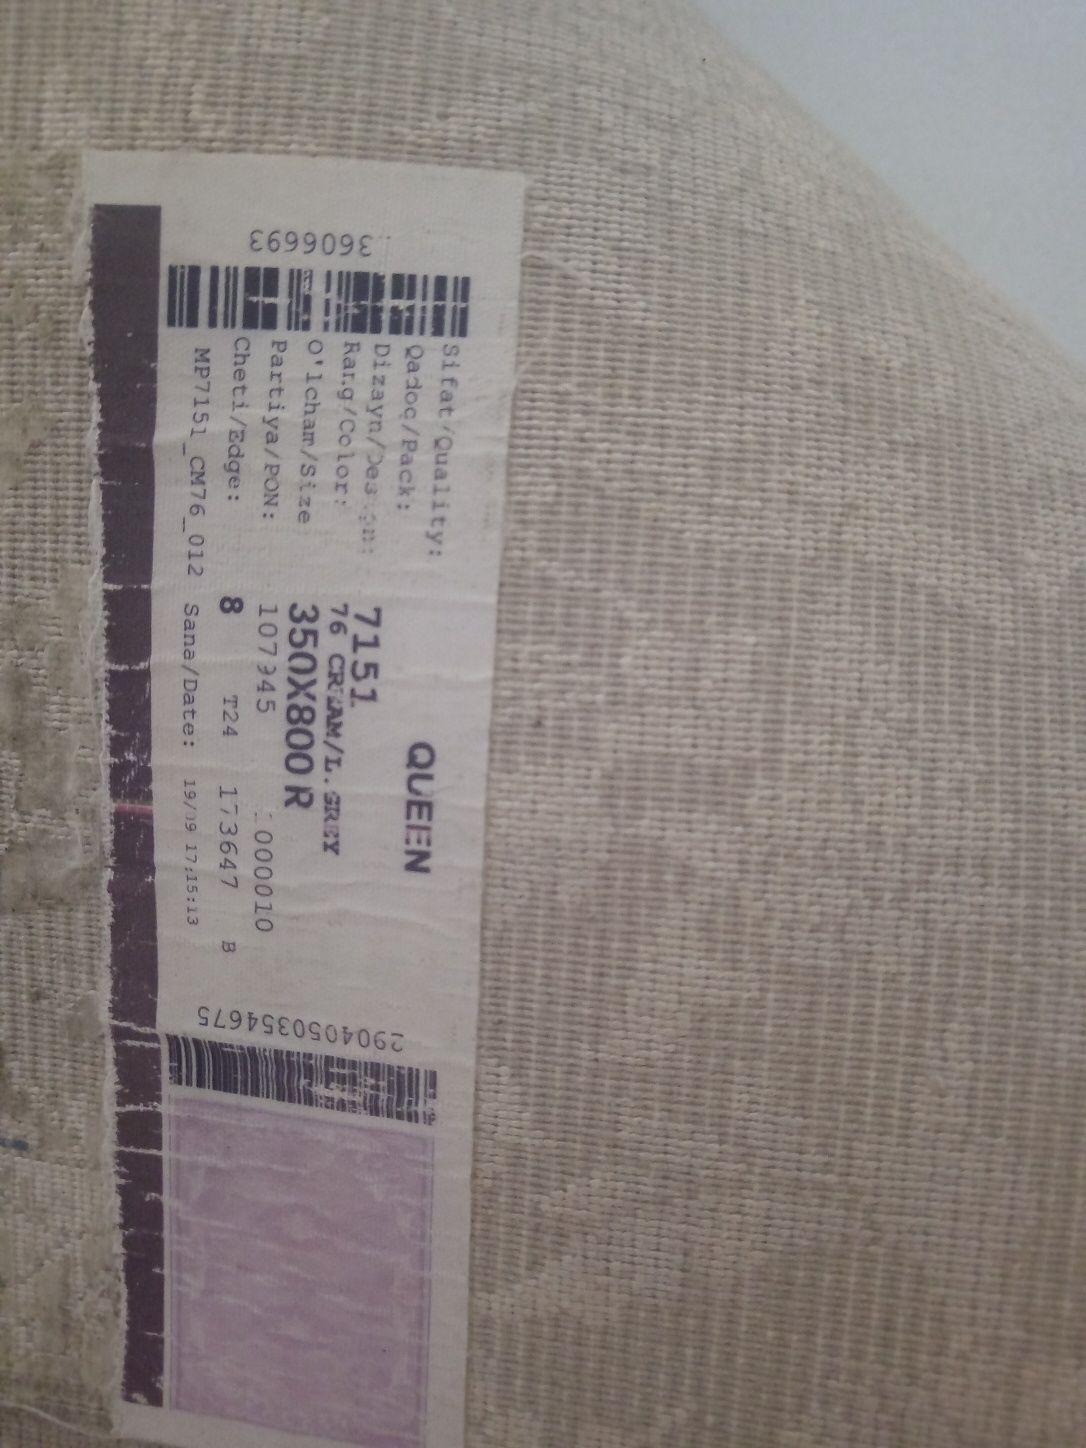 3606693
Sifat/Quality: QUEEN
Qadoq/Pack:
Dizayn/Design: 7151
Rang/Color: 76 CREAM/L.GREY
O'lcham/Size 350X800 R
Partiya/PON: 107945 000010
Cheti/Edge: 8 T24 173647 B
MP7151_CM76_012 Sana/Date: 19/09 17:15:13
2904050354675